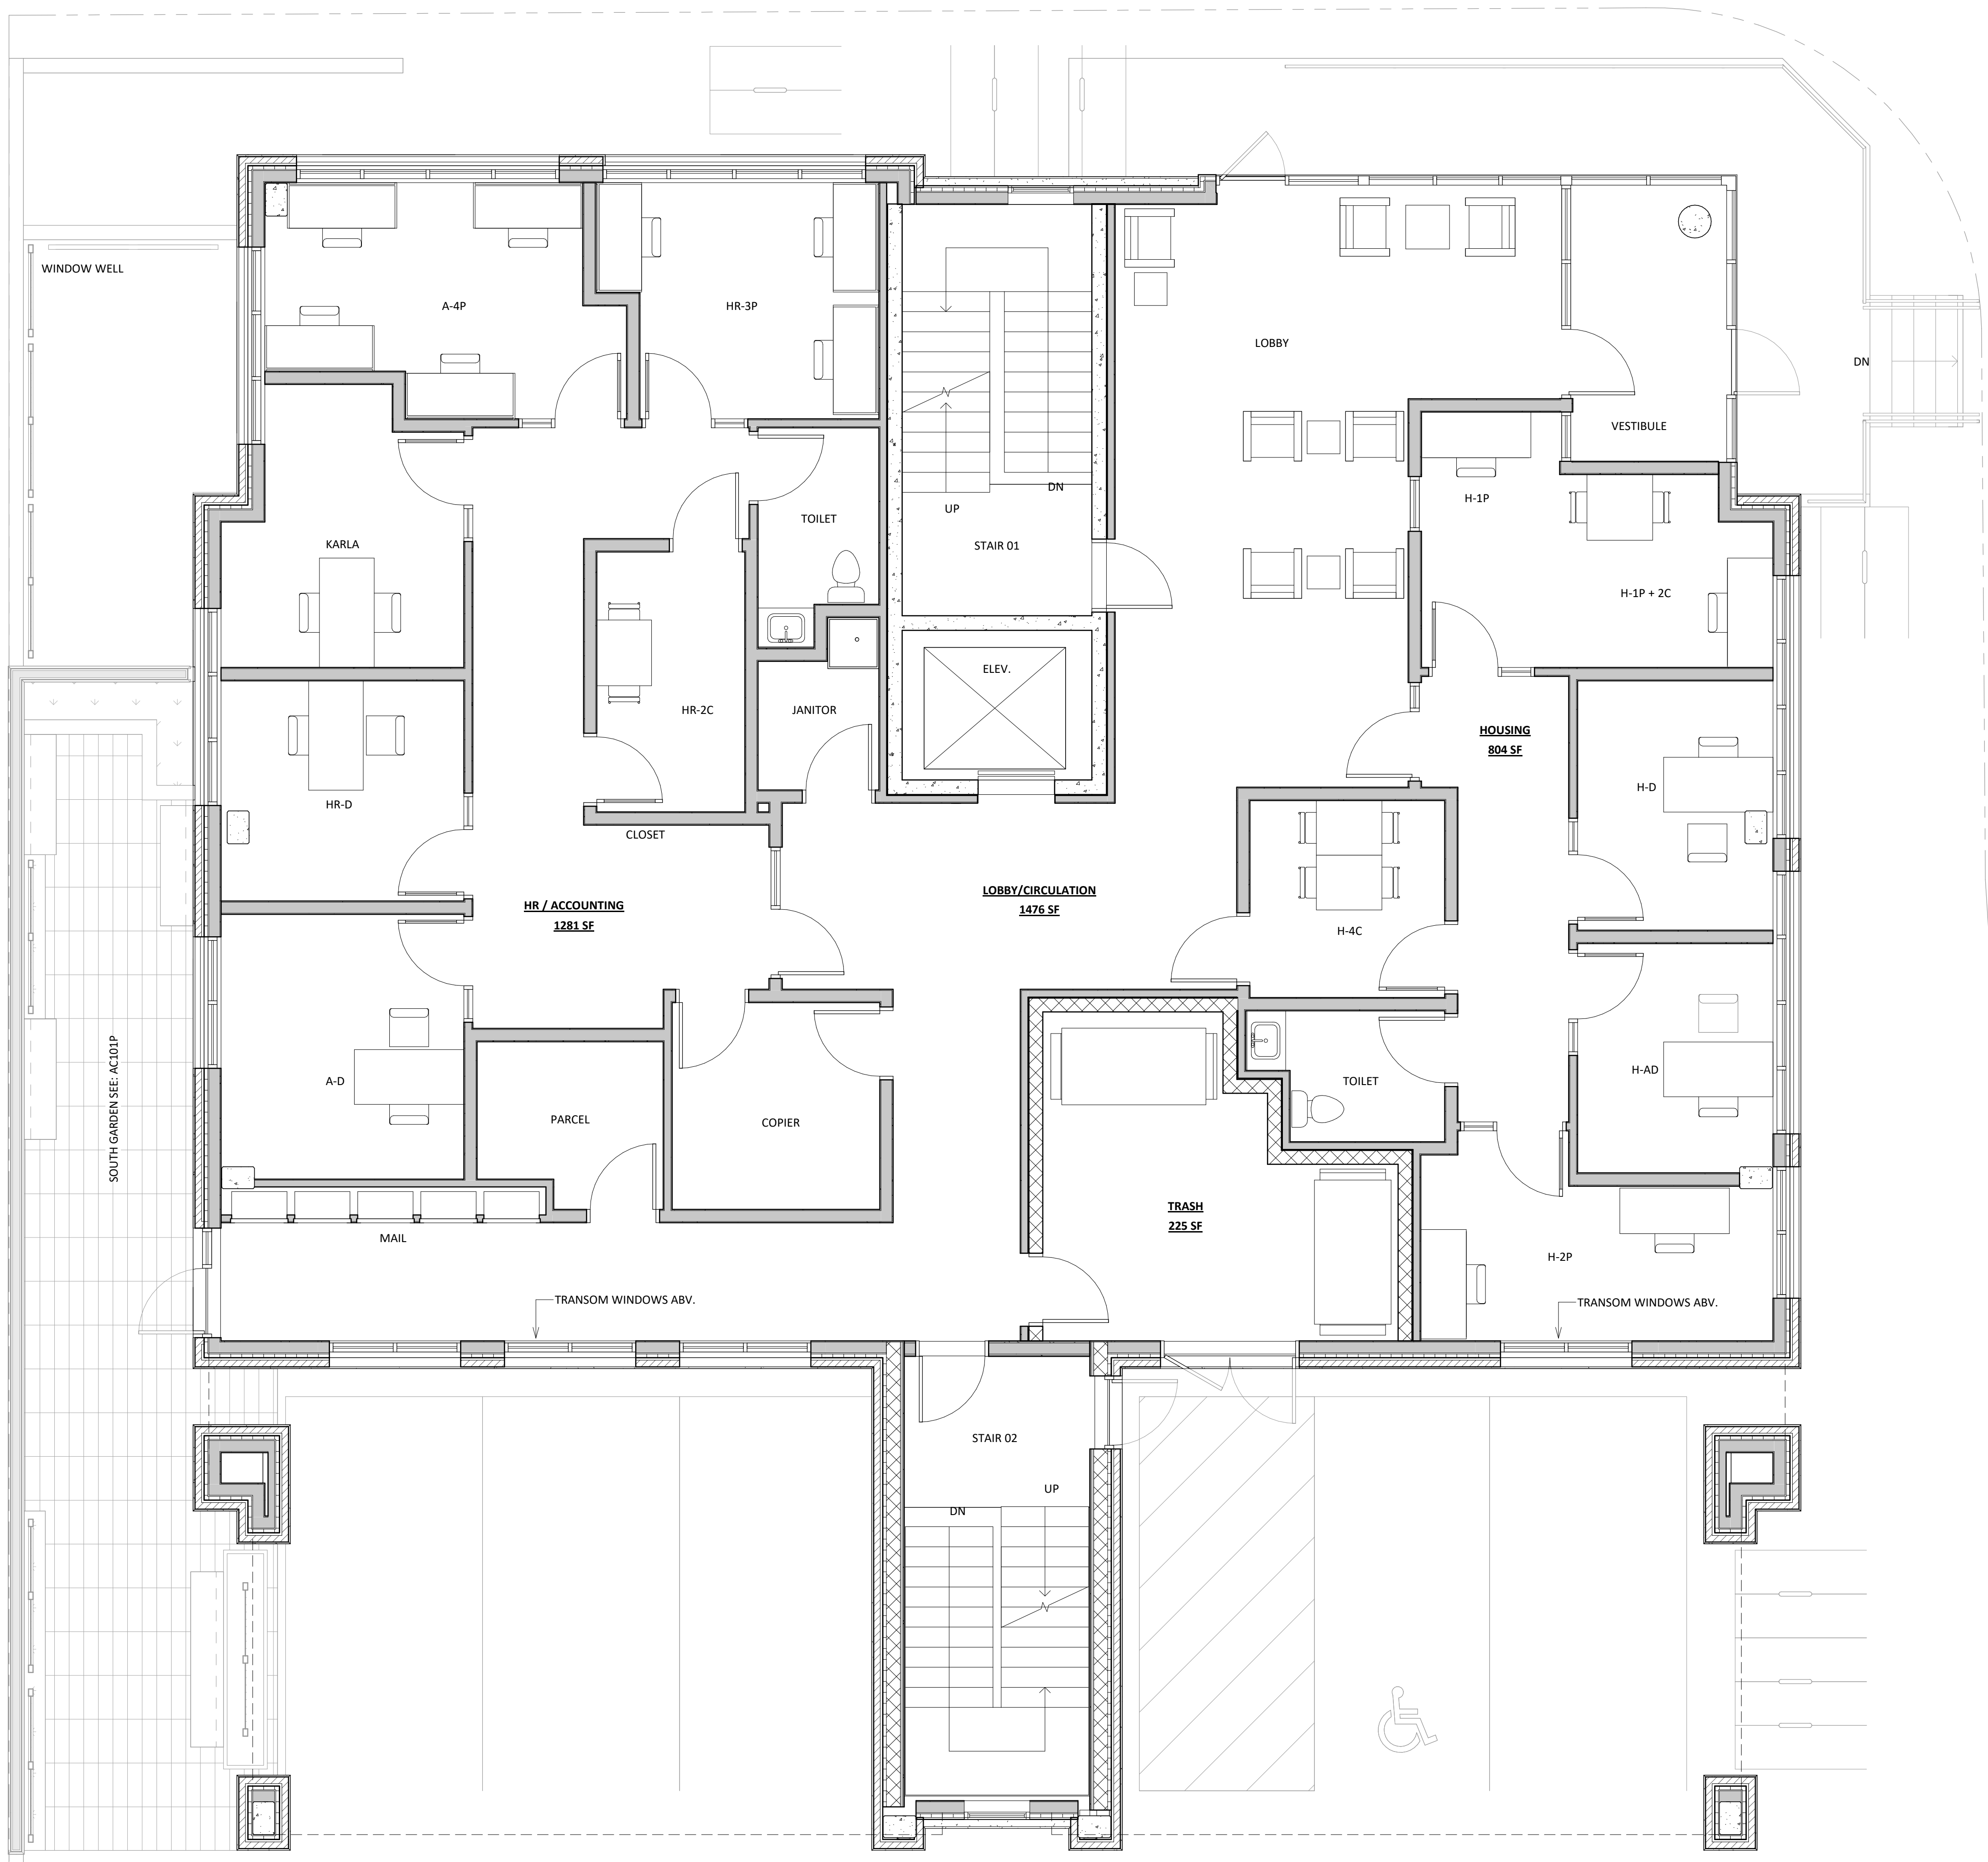 WINDOW WELL
A-4P
HR-3P
LOBBY
DN
VESTIBULE
H-1P
DN
UP
TOILET
STAIR 01
KARLA
H-1P + 2C
ELEV.
HR-2C
JANITOR
HOUSING
804 SF
H-D
HR-D
CLOSET
LOBBY/CIRCULATION
1476 SF
HR / ACCOUNTING
1281 SF
H-4C
SOUTH GARDEN SEE: AC101P
A-D
TOILET
H-AD
PARCEL
COPIER
TRASH
225 SF
MAIL
H-2P
TRANSOM WINDOWS ABV.
TRANSOM WINDOWS ABV.
STAIR 02
UP
DN